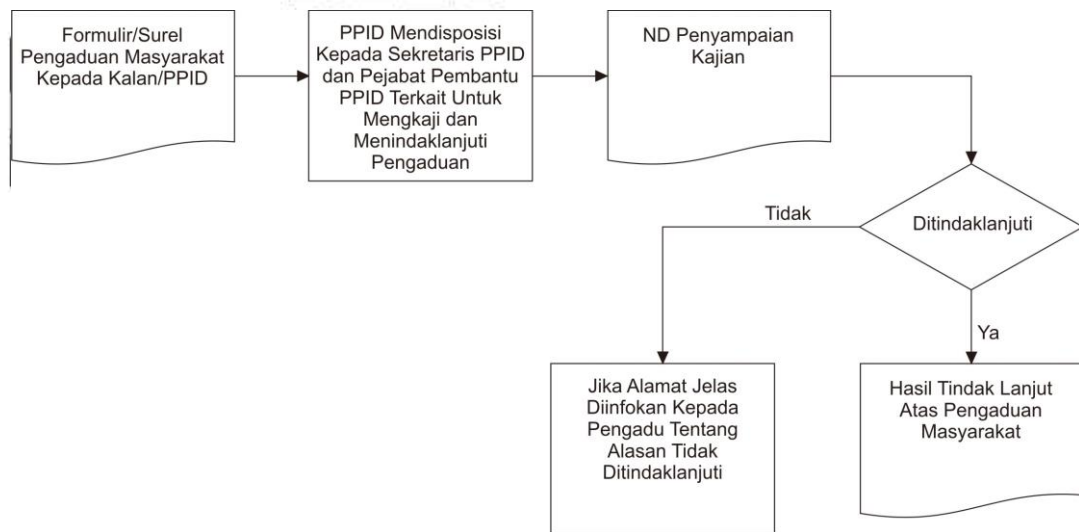 Formulir/Surel
Pengaduan Masyarakat
Kepada Kalan/PPID
PPID Mendisposisi
Kepada Sekretaris PPID
dan Pejabat Pembantu
PPID Terkait Untuk
Mengkaji dan
Menindaklanjuti
Pengaduan
ND Penyampaian
Kajian
Ditindaklanjuti
Tidak
Ya
Jika Alamat Jelas
Diinfokan Kepada
Pengadu Tentang
Alasan Tidak
Ditindaklanjuti
Hasil Tindak Lanjut
Atas Pengaduan
Masyarakat